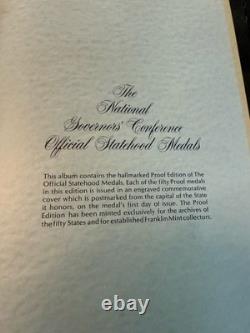 The
National
Governors' Conference
Official Statehood Medals
This album contains the hallmarked Proof Edition of The
Official Statehood Medals. Each of the fifty Proof medals
in this edition is issued in an engraved commemorative
cover which is postmarked from the capital of the State
it honors, on the medal's first day of issue. The Proof
Edition has been minted exclusively for the archives of
the fifty States and for established Franklin Mint collectors.